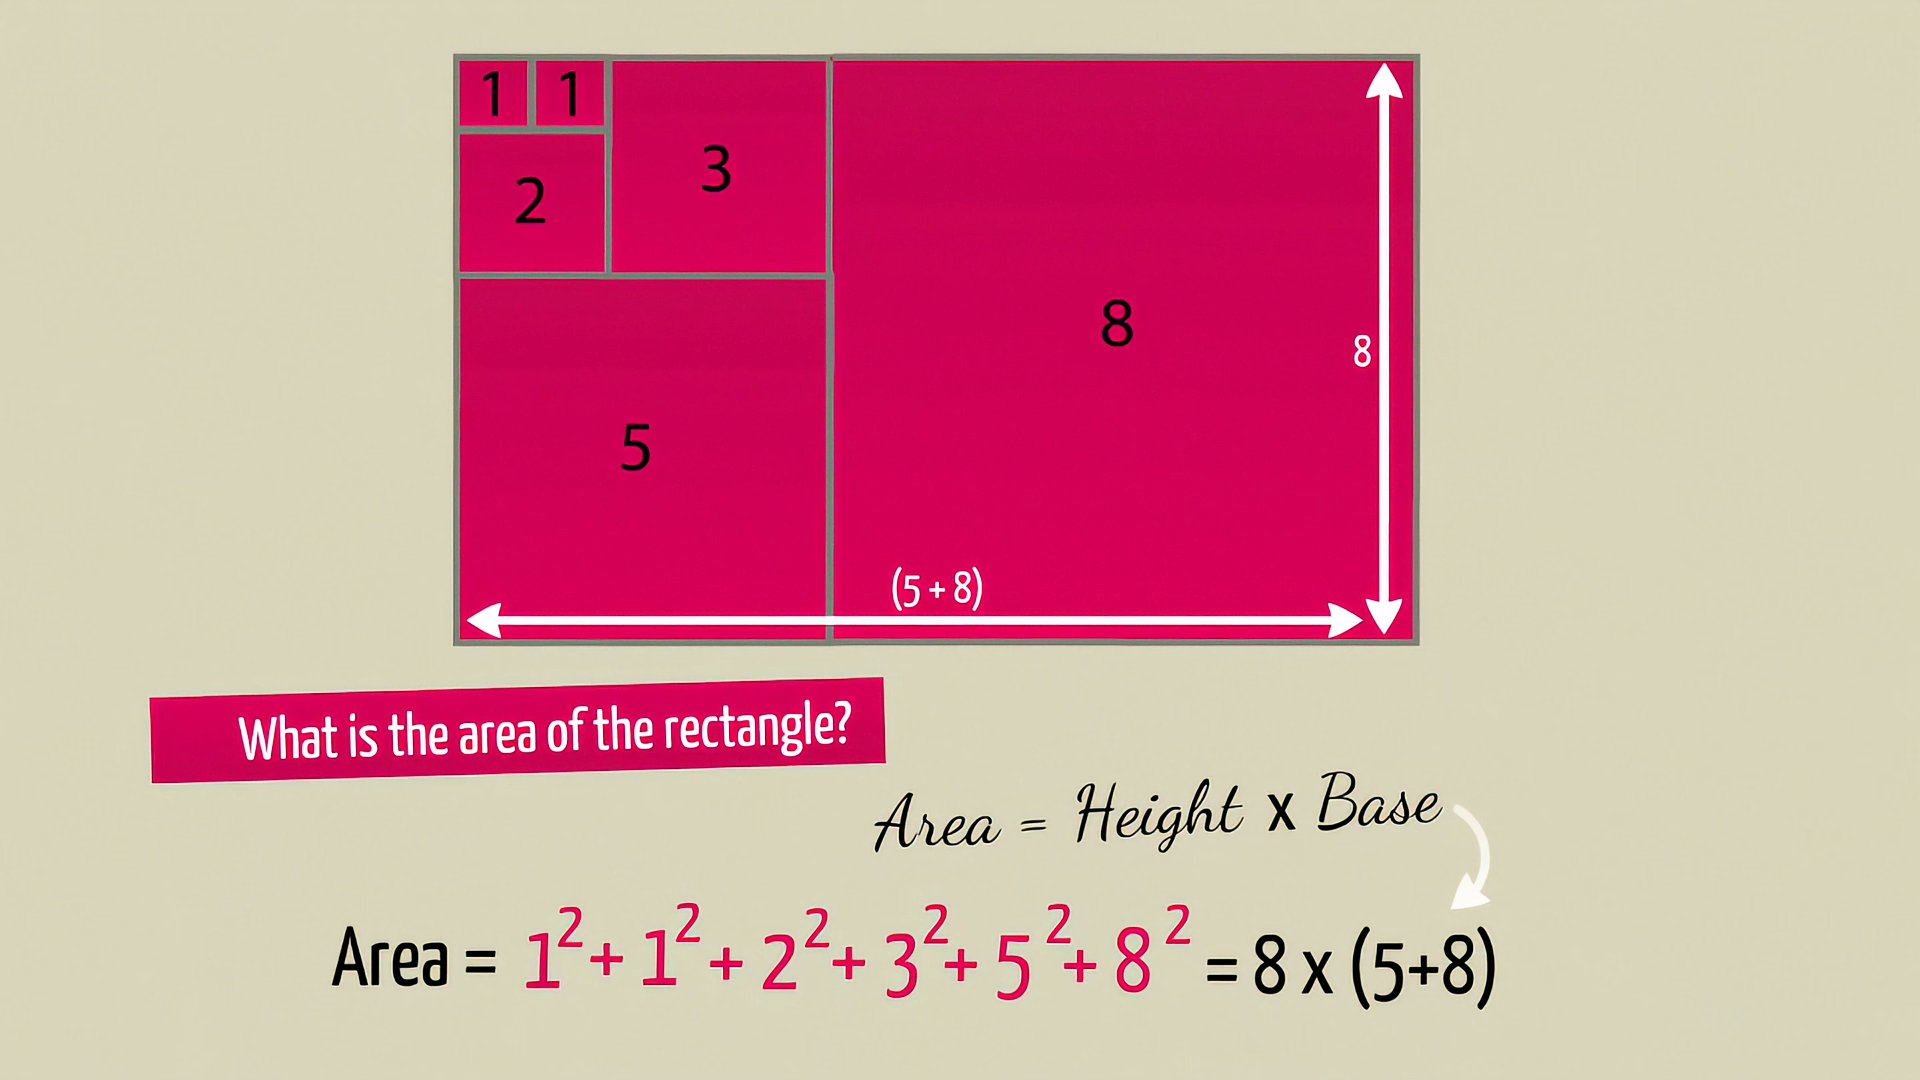 1 1
3
2
8
8
5
(5 + 8)
What is the area of the rectangle?
Area = Height x Base
Area = 1² + 1² + 2² + 3² + 5² + 8² = 8 x (5+8)